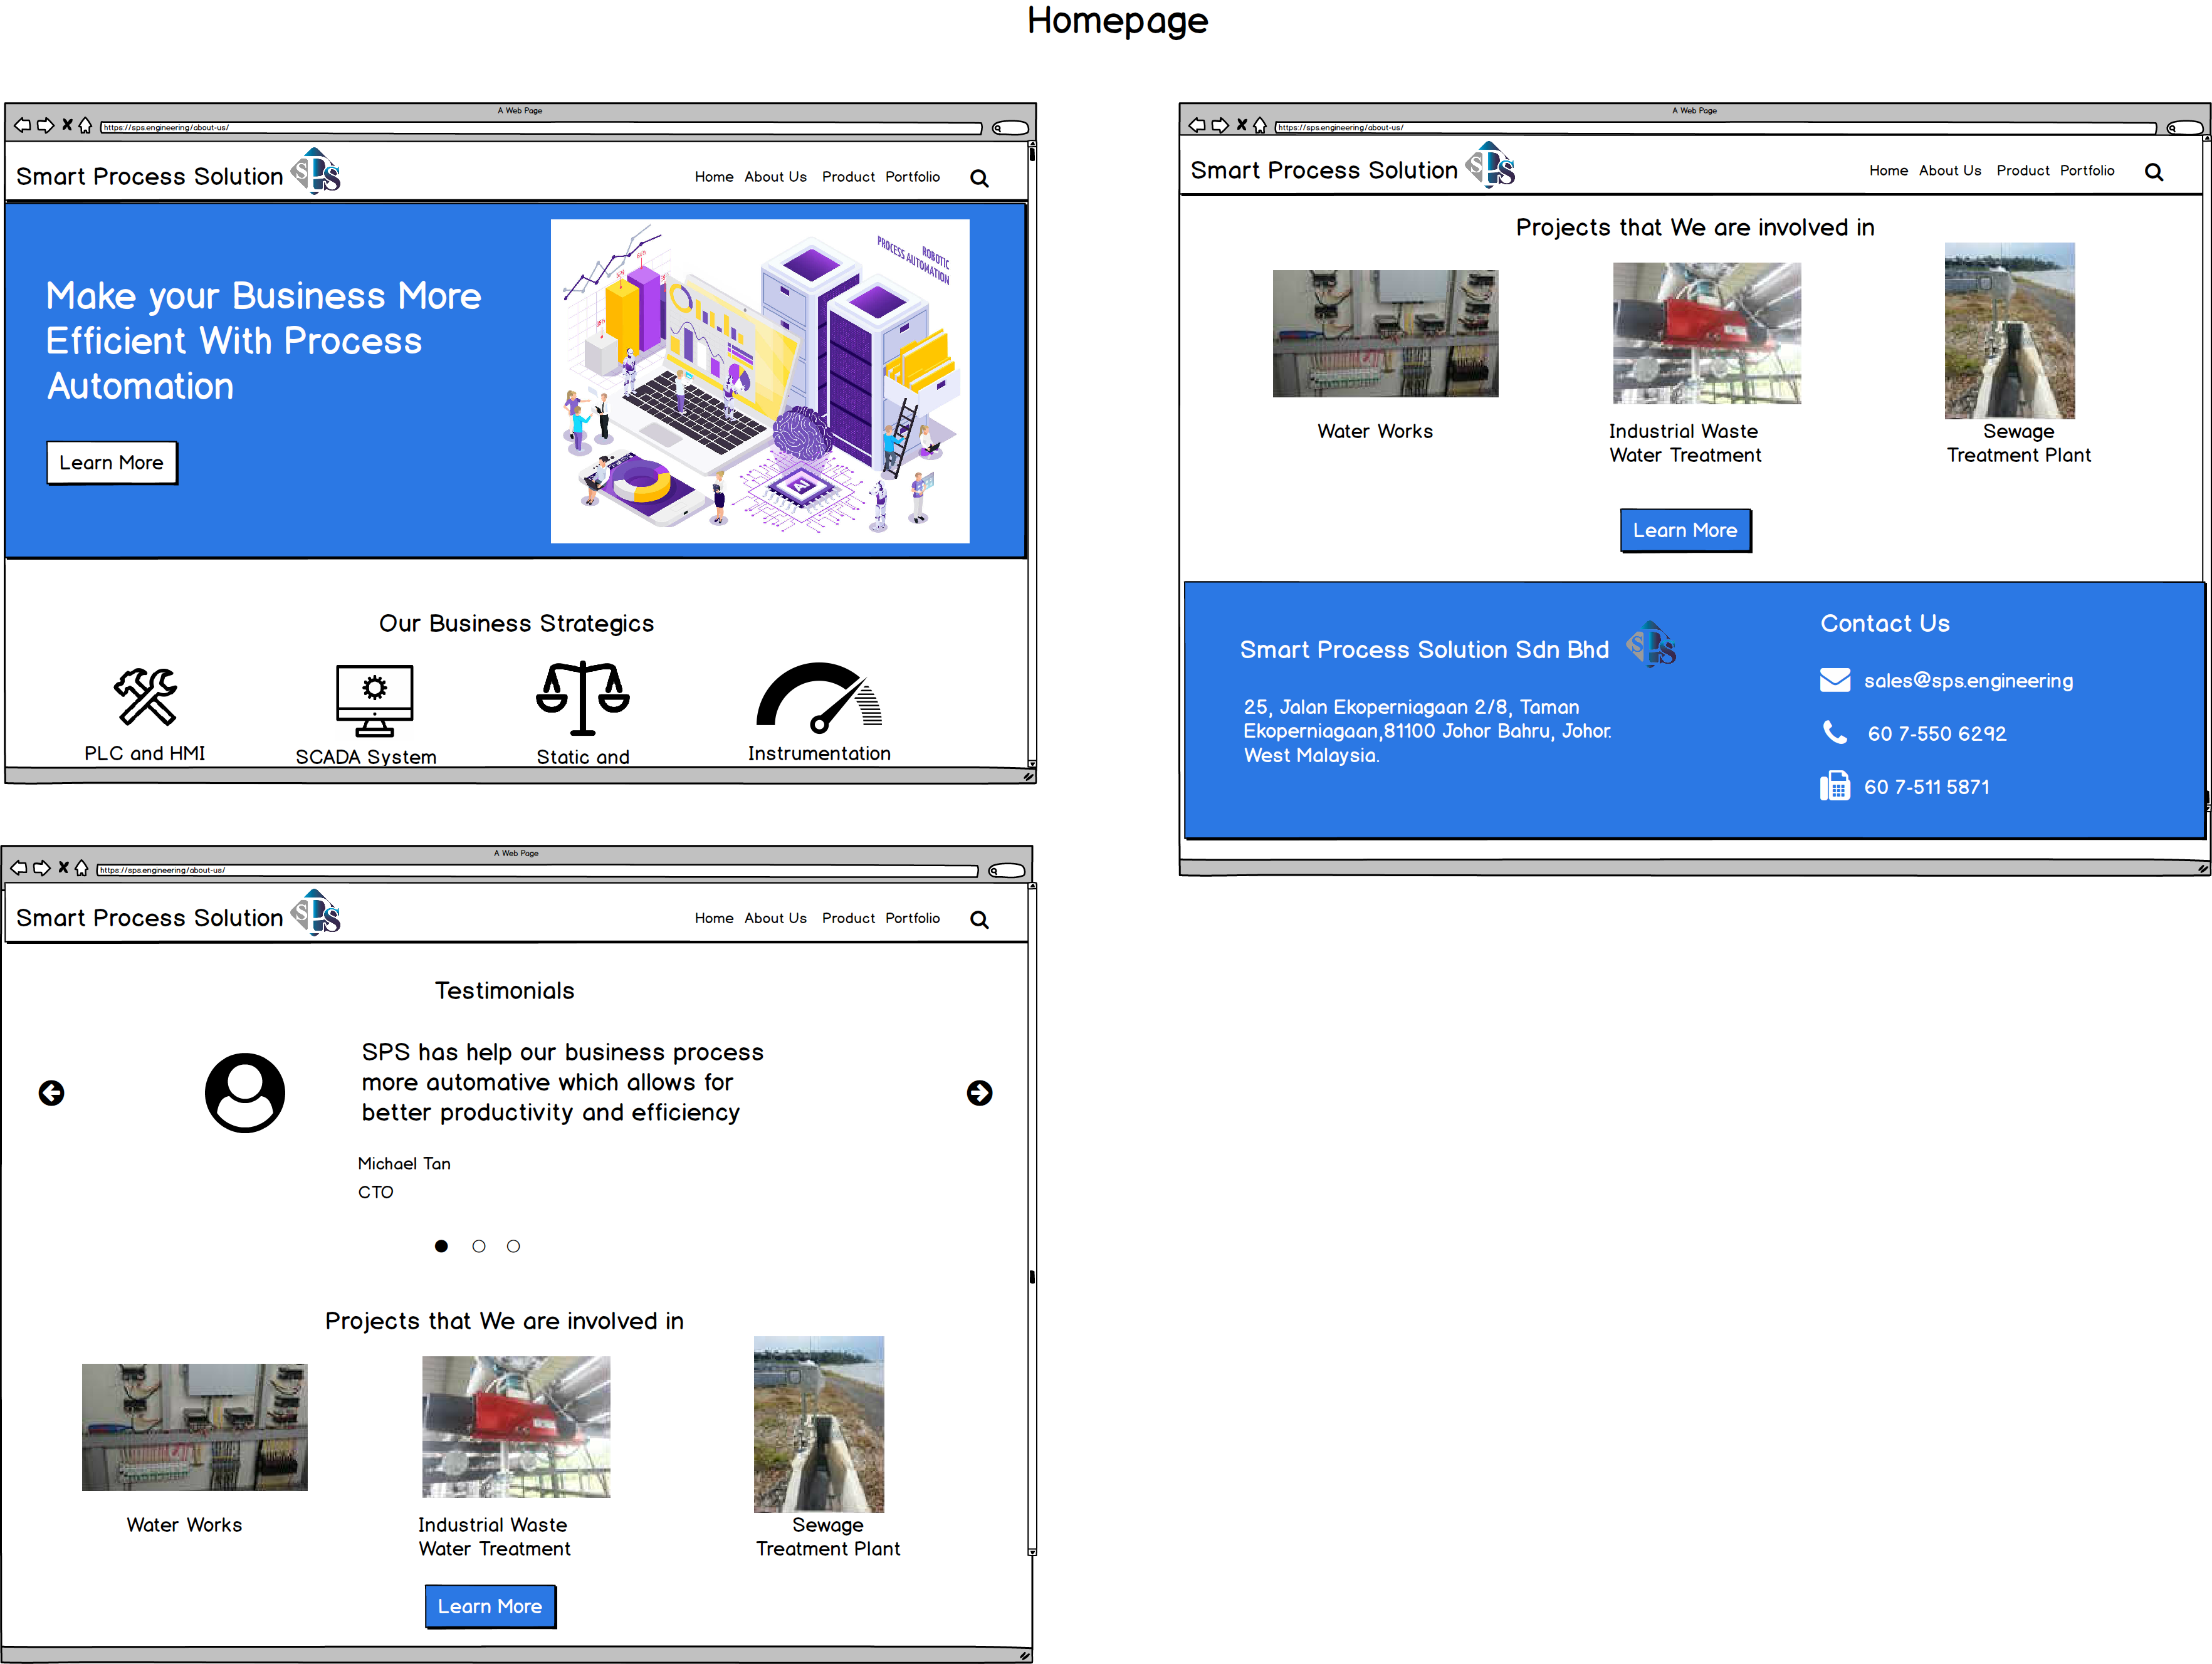 Homepage
A Web Page
https://sps.engineering/about-us/
Smart Process Solution
SPS
Home About Us Product Portfolio
Make your Business More
Efficient With Process
Automation
Learn More
ROBOTIC
PROCESS AUTOMATION
AI
Our Business Strategics
PLC and HMI
SCADA System
Static and
Instrumentation
A Web Page
https://sps.engineering/about-us/
Smart Process Solution
SPS
Home About Us Product Portfolio
Projects that We are involved in
Water Works
Industrial Waste
Water Treatment
Sewage
Treatment Plant
Learn More
Smart Process Solution Sdn Bhd
SPS
25, Jalan Ekoperniagaan 2/8, Taman
Ekoperniagaan,81100 Johor Bahru, Johor.
West Malaysia.
Contact Us
sales@sps.engineering
60 7-550 6292
60 7-511 5871
A Web Page
https://sps.engineering/about-us/
Smart Process Solution
SPS
Home About Us Product Portfolio
Testimonials
SPS has help our business process
more automative which allows for
better productivity and efficiency
Michael Tan
CTO
Projects that We are involved in
Water Works
Industrial Waste
Water Treatment
Sewage
Treatment Plant
Learn More